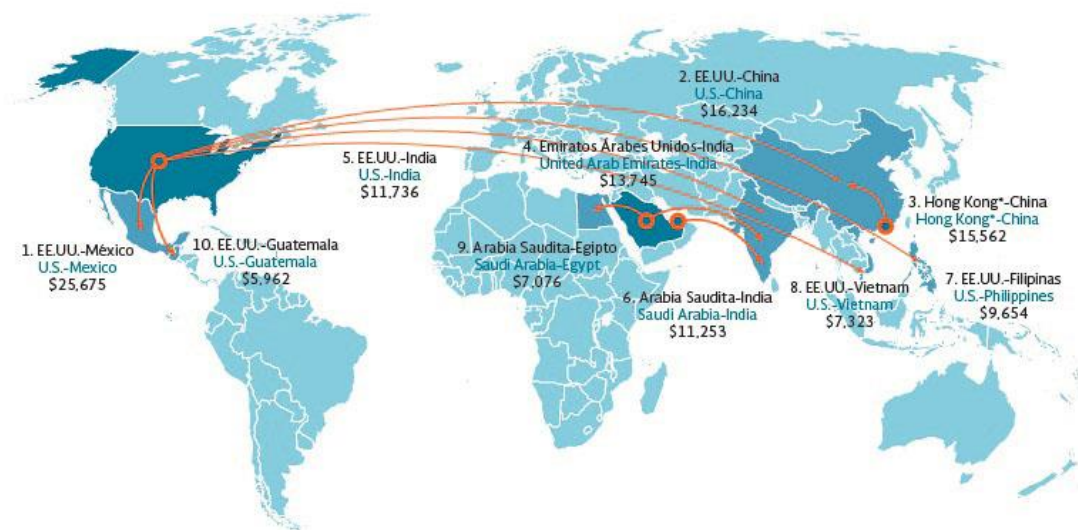 2. EE.UU.-China
U.S.-China
$16,234
4. Emiratos Árabes Unidos-India
United Arab Emirates-India
$13,745
5. EE.UU.-India
U.S.-India
$11,736
3. Hong Kong*-China
Hong Kong*-China
$15,562
1. EE.UU.-México
U.S.-Mexico
$25,675
10. EE.UU.-Guatemala
U.S.-Guatemala
$5,962
9. Arabia Saudita-Egipto
Saudi Arabia-Egypt
$7,076
6. Arabia Saudita-India
Saudi Arabia-India
$11,253
8. EE.UU.-Vietnam
U.S.-Vietnam
$7,323
7. EE.UU.-Filipinas
U.S.-Philippines
$9,654